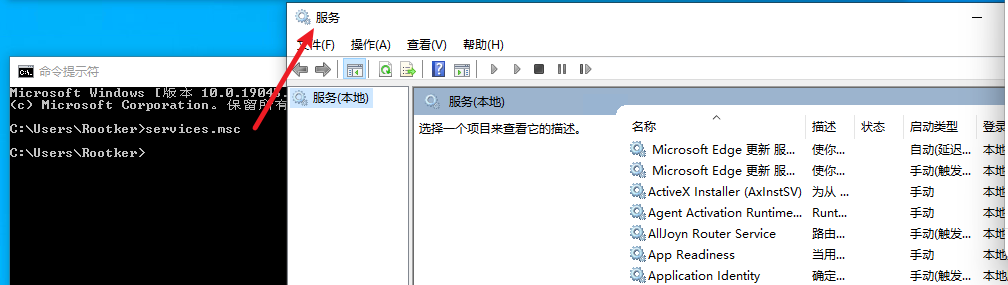 服务
文件(F) 操作(A) 查看(V) 帮助(H)
命令提示符
Microsoft Windows [版本 10.0.19045.
(c) Microsoft Corporation。保留所有
C:\Users\Rootker>services.msc
C:\Users\Rootker>
服务(本地)
服务(本地)
选择一个项目来查看它的描述。
名称 描述 状态 启动类型 登录
Microsoft Edge 更新 服... 使你... 自动(延迟... 本地
Microsoft Edge 更新 服... 使你... 手动(触发... 本地
ActiveX Installer (AxInstSV) 为从 ... 手动 本地
Agent Activation Runtime... Runt... 手动 本地
AllJoyn Router Service 路由... 手动(触发... 本地
App Readiness 当用... 手动 本地
Application Identity 确定... 手动(触发... 本地